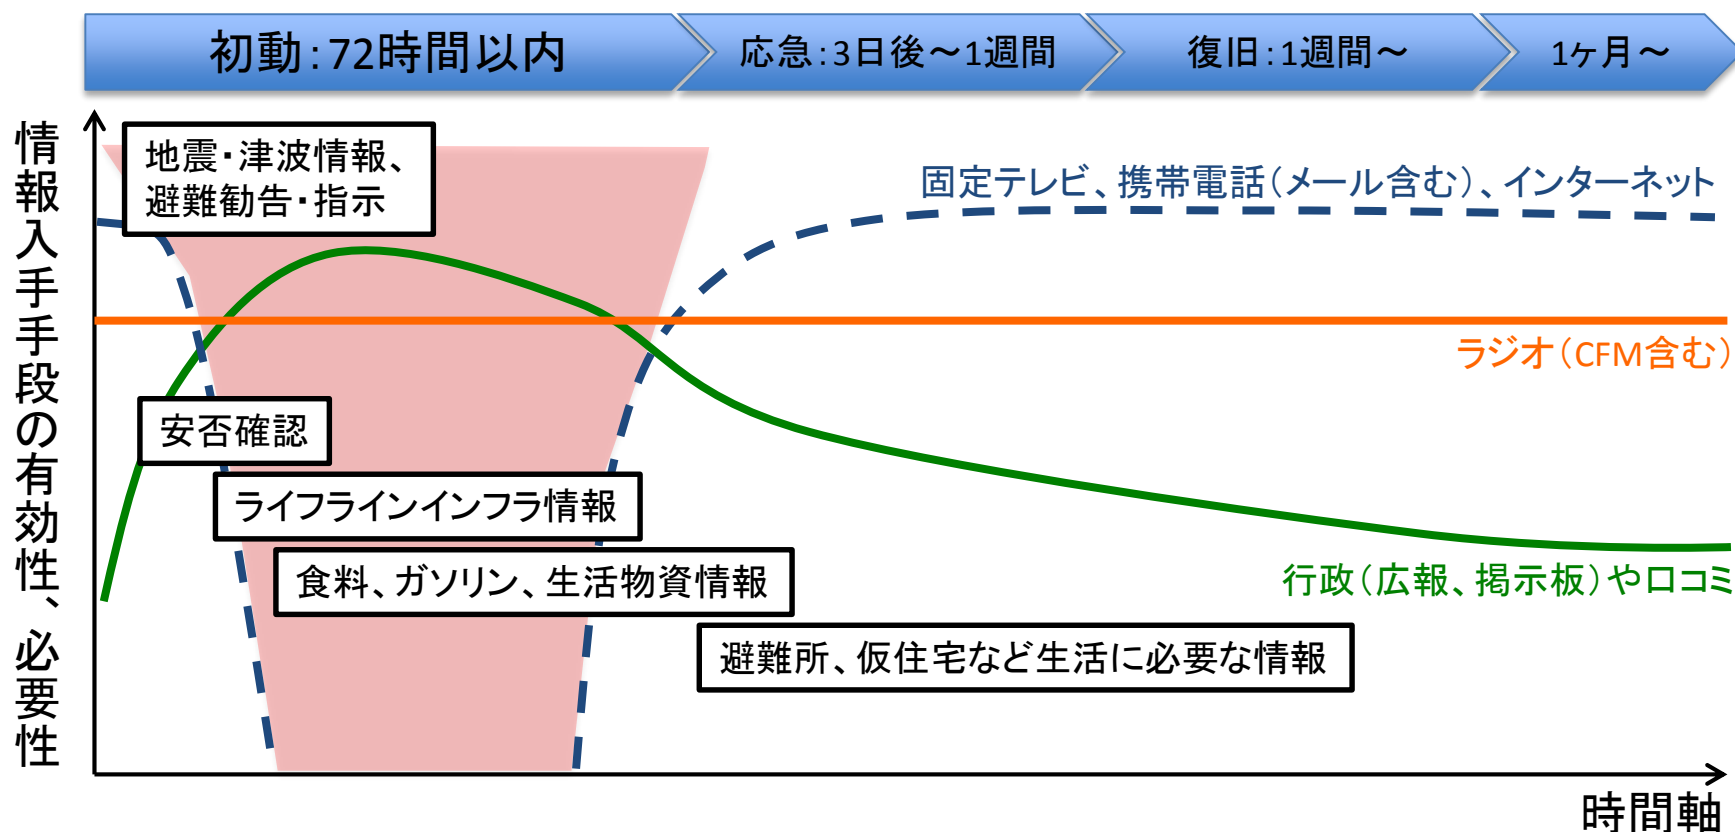 初動：72時間以内
応急：3日後～1週間
復旧：1週間～
1ヶ月～
情報入手手段の有効性、必要性
地震・津波情報、
避難勧告・指示
固定テレビ、携帯電話（メール含む）、インターネット
ラジオ（CFM含む）
安否確認
ライフラインインフラ情報
食料、ガソリン、生活物資情報
行政（広報、掲示板）や口コミ
避難所、仮住宅など生活に必要な情報
時間軸